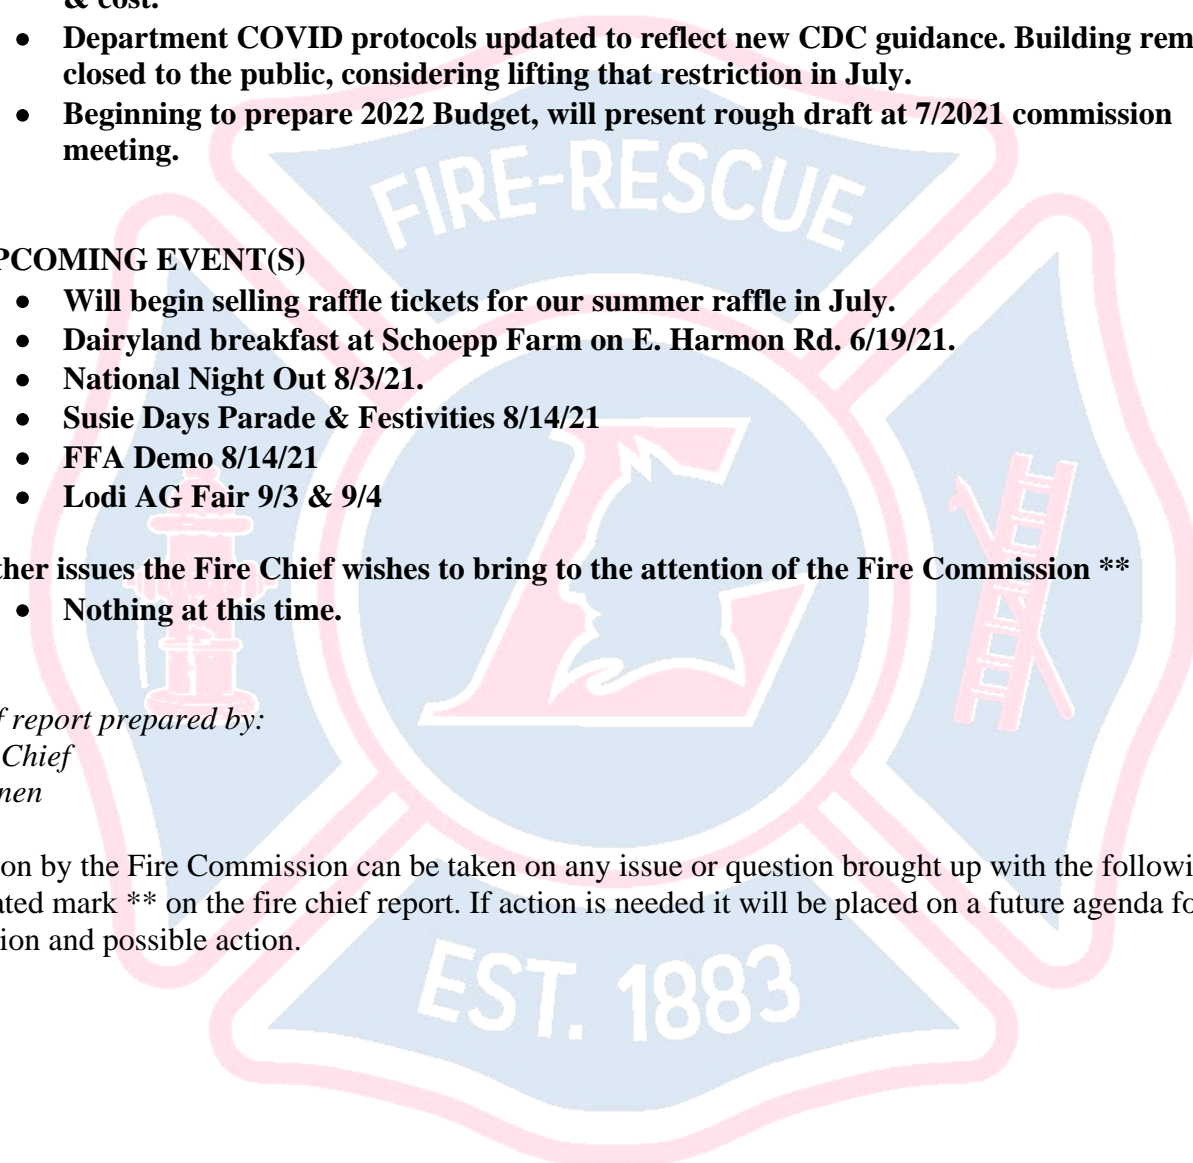 & cost.
• Department COVID protocols updated to reflect new CDC guidance. Building rem
closed to the public, considering lifting that restriction in July.
• Beginning to prepare 2022 Budget, will present rough draft at 7/2021 commission
meeting.
FIRE-RESCUE
PCOMING EVENT(S)
• Will begin selling raffle tickets for our summer raffle in July.
• Dairyland breakfast at Schoepp Farm on E. Harmon Rd. 6/19/21.
• National Night Out 8/3/21.
• Susie Days Parade & Festivities 8/14/21
• FFA Demo 8/14/21
• Lodi AG Fair 9/3 & 9/4
ther issues the Fire Chief wishes to bring to the attention of the Fire Commission **
• Nothing at this time.
L
f report prepared by:
Chief
nen
on by the Fire Commission can be taken on any issue or question brought up with the followi
ated mark ** on the fire chief report. If action is needed it will be placed on a future agenda fo
ion and possible action.
EST. 1883